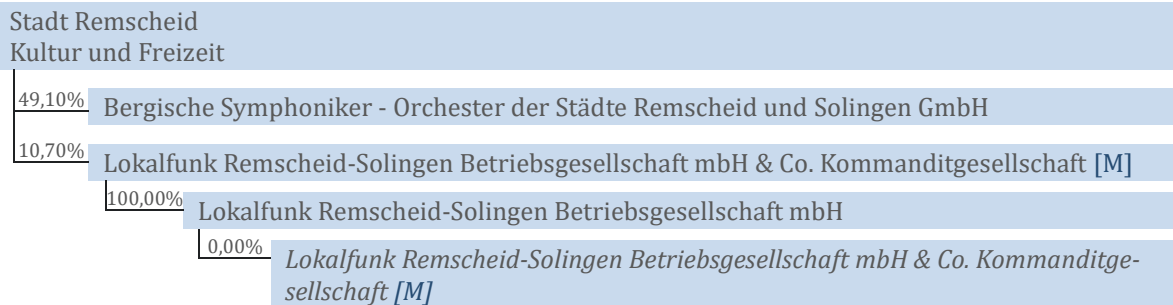 Stadt Remscheid
Kultur und Freizeit
49,10%
Bergische Symphoniker - Orchester der Städte Remscheid und Solingen GmbH
10,70%
Lokalfunk Remscheid-Solingen Betriebsgesellschaft mbH & Co. Kommanditgesellschaft [M]
100,00%
Lokalfunk Remscheid-Solingen Betriebsgesellschaft mbH
0,00%
Lokalfunk Remscheid-Solingen Betriebsgesellschaft mbH & Co. Kommanditge-
sellschaft [M]